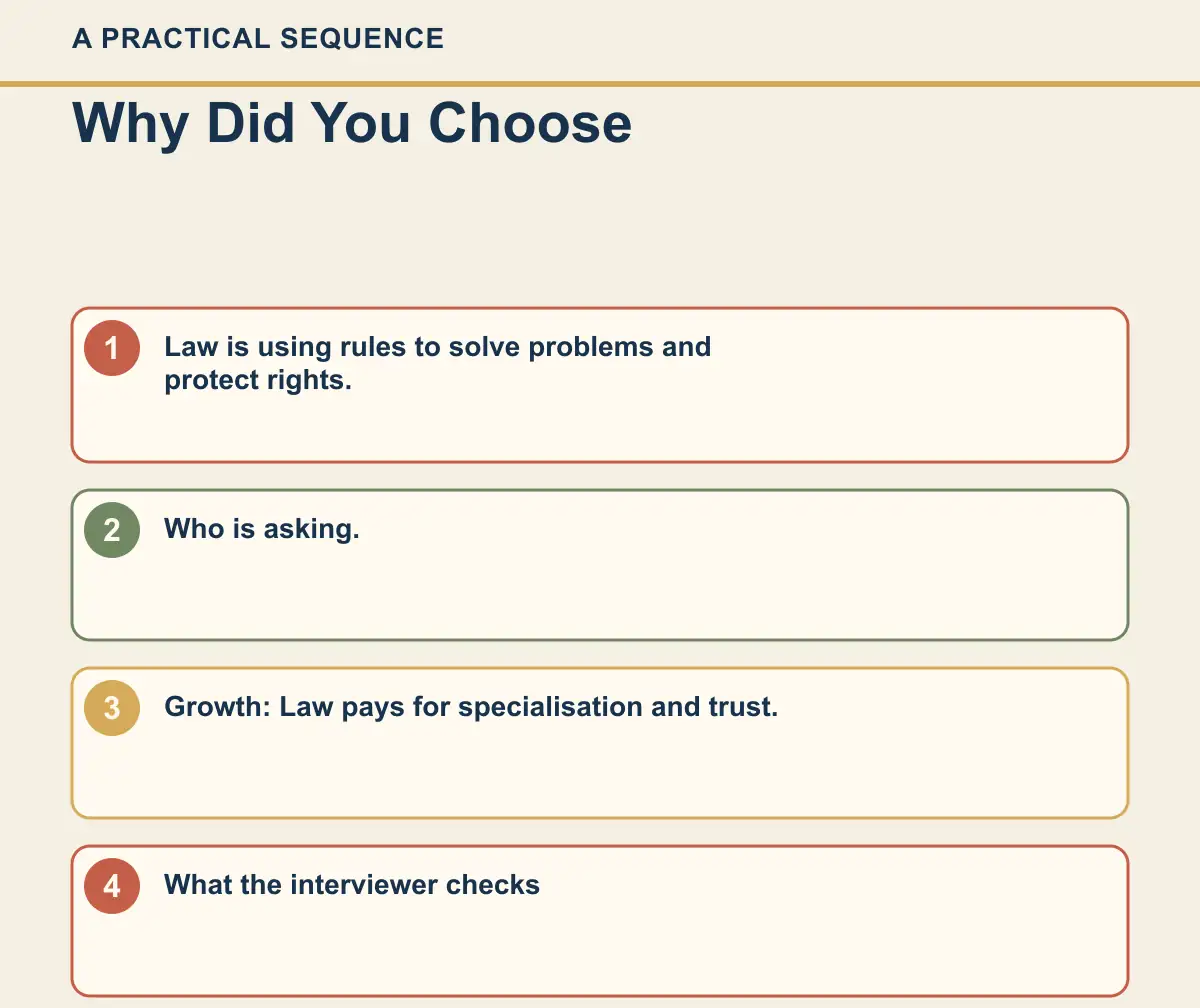 A PRACTICAL SEQUENCE
Why Did You Choose
1
Law is using rules to solve problems and
protect rights.
2
Who is asking.
3
Growth: Law pays for specialisation and trust.
4
What the interviewer checks